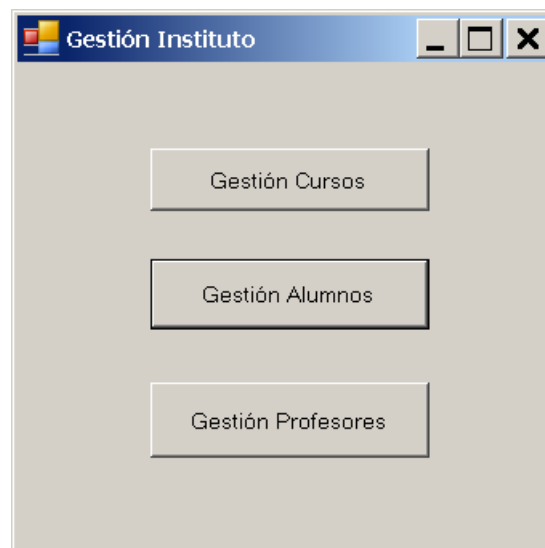 Gestión Instituto
Gestión Cursos
Gestión Alumnos
Gestión Profesores